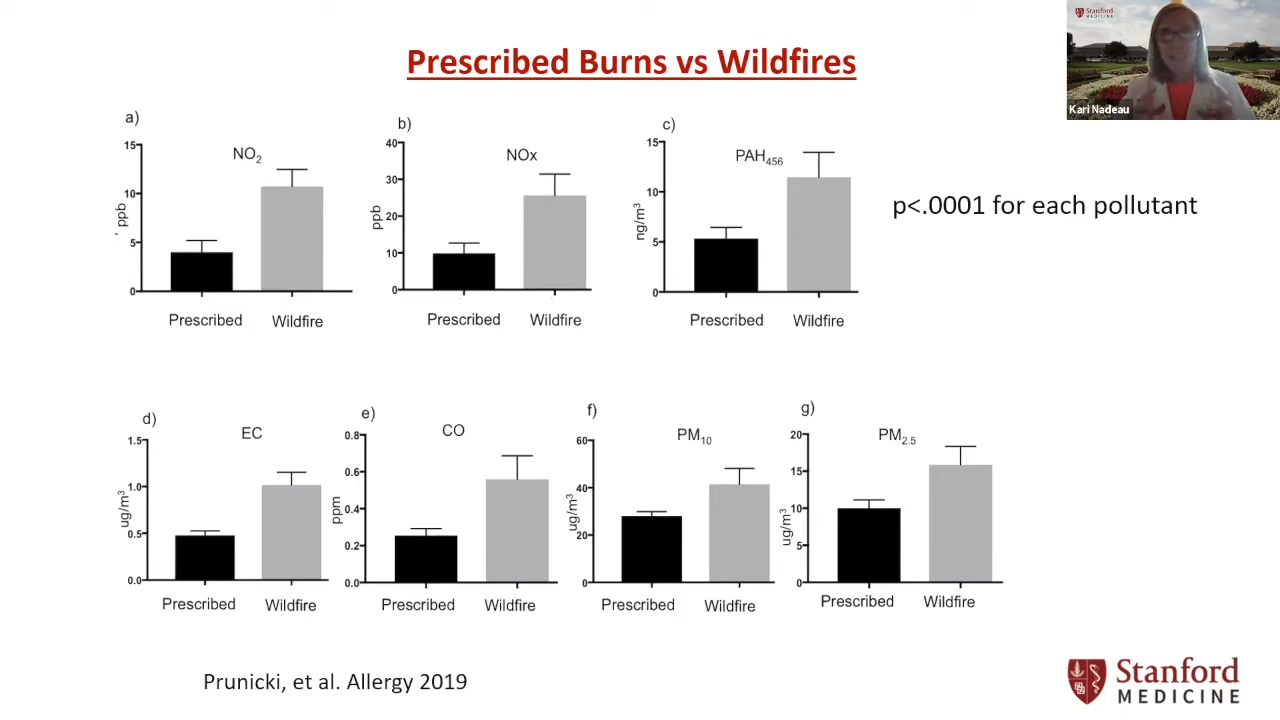 Prescribed Burns vs Wildfires
Stanford
MEDICINE
Kari Nadeau
a)
NO2
15
10
5
0
' ppb
Prescribed
Wildfire
b)
NOx
40
30
20
10
0
ppb
Prescribed
Wildfire
c)
PAH456
15
10
5
0
ng/m3
Prescribed
Wildfire
p<.0001 for each pollutant
d)
EC
1.5
1.0
0.5
0.0
ug/m3
Prescribed
Wildfire
e)
CO
0.8
0.6
0.4
0.2
0.0
ppm
Prescribed
Wildfire
f)
PM10
60
40
20
0
ug/m3
Prescribed
Wildfire
g)
PM2.5
20
15
10
5
0
ug/m3
Prescribed
Wildfire
Prunicki, et al. Allergy 2019
Stanford
MEDICINE